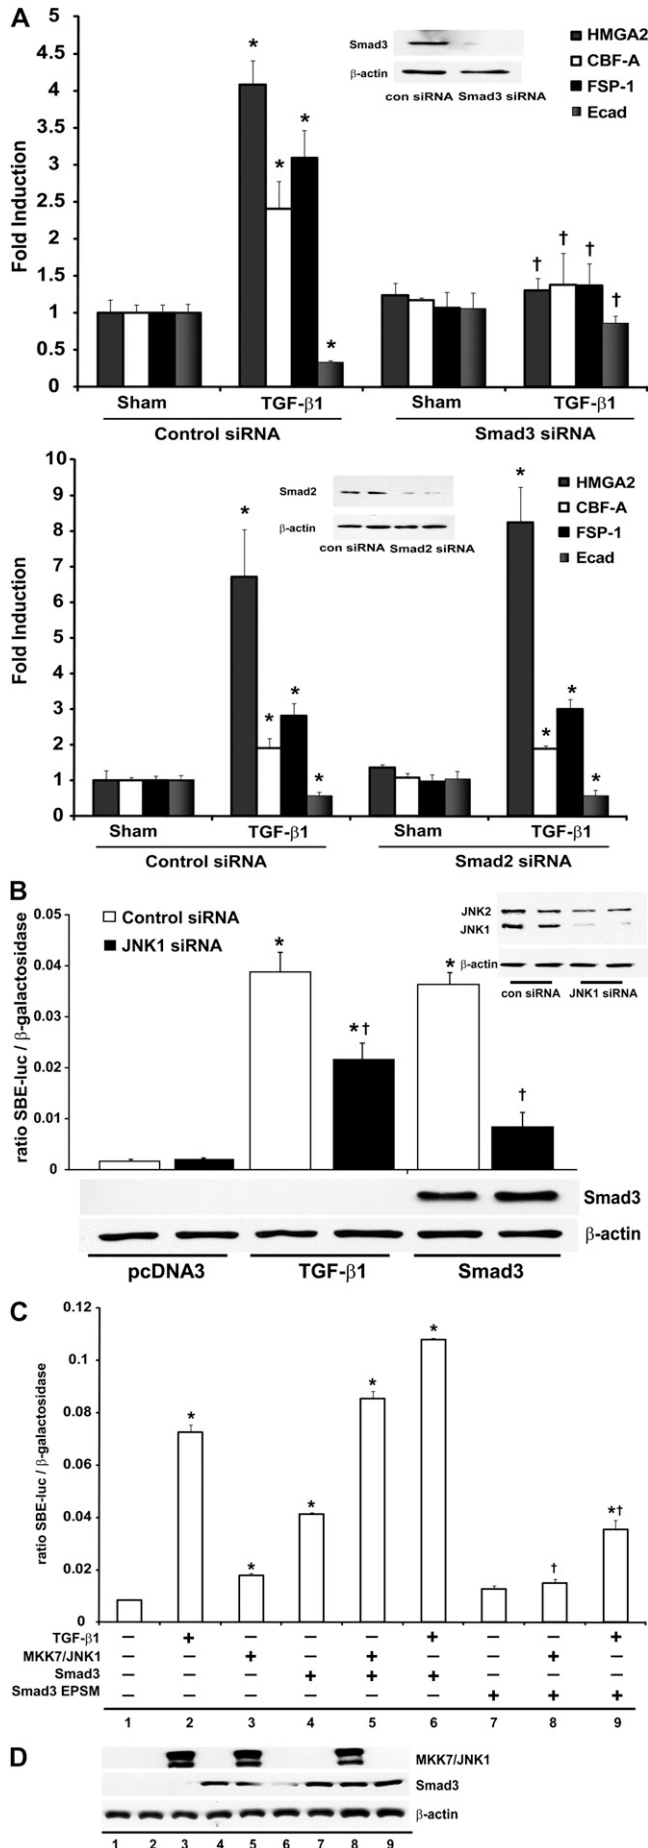 A
HMGA2
CBF-A
FSP-1
Ecad
Smad3
β-actin
con siRNA Smad3 siRNA
Fold Induction
4.5
4
3.5
3
2.5
2
1.5
1
0.5
0
* * * *
† † † †
Sham TGF-β1 Sham TGF-β1
Control siRNA Smad3 siRNA
HMGA2
CBF-A
FSP-1
Ecad
Smad2
β-actin
con siRNA Smad2 siRNA
Fold Induction
10
9
8
7
6
5
4
3
2
1
0
* * * * * * * *
Sham TGF-β1 Sham TGF-β1
Control siRNA Smad2 siRNA
B
Control siRNA
JNK1 siRNA
JNK2
JNK1
β-actin
con siRNA JNK1 siRNA
ratio SBE-luc / β-galactosidase
0.05
0.04
0.03
0.02
0.01
0
* *† * †
Smad3
β-actin
pcDNA3 TGF-β1 Smad3
C
ratio SBE-luc / β-galactosidase
0.12
0.1
0.08
0.06
0.04
0.02
0
* * * * * † *†
TGF-β1 – + – – – + – – +
MKK7/JNK1 – – + – + – – + –
Smad3 – – – + + + – – –
Smad3 EPSM – – – – – – + + +
1 2 3 4 5 6 7 8 9
D
MKK7/JNK1
Smad3
β-actin
1 2 3 4 5 6 7 8 9